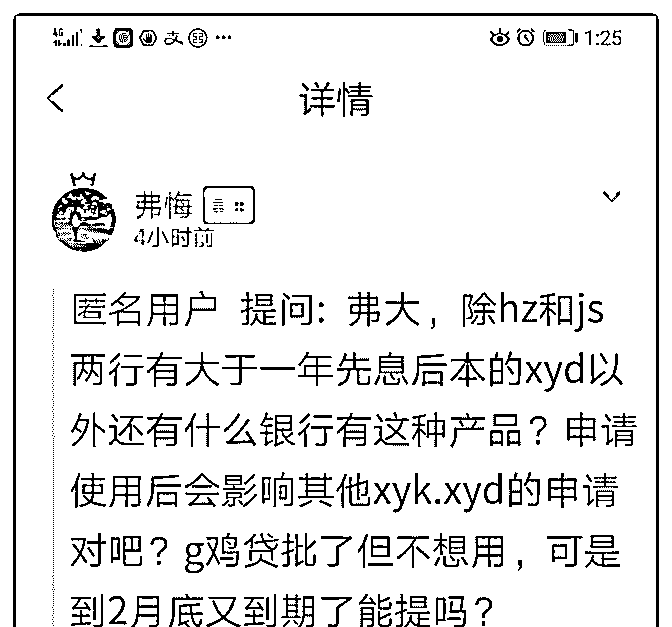 1:25
详情
弗悔
4小时前
匿名用户 提问：弗大，除hz和js
两行有大于一年先息后本的xyd以
外还有什么银行有这种产品？申请
使用后会影响其他xyk.xyd的申请
对吧？g鸡贷批了但不想用，可是
到2月底又到期了能提吗？